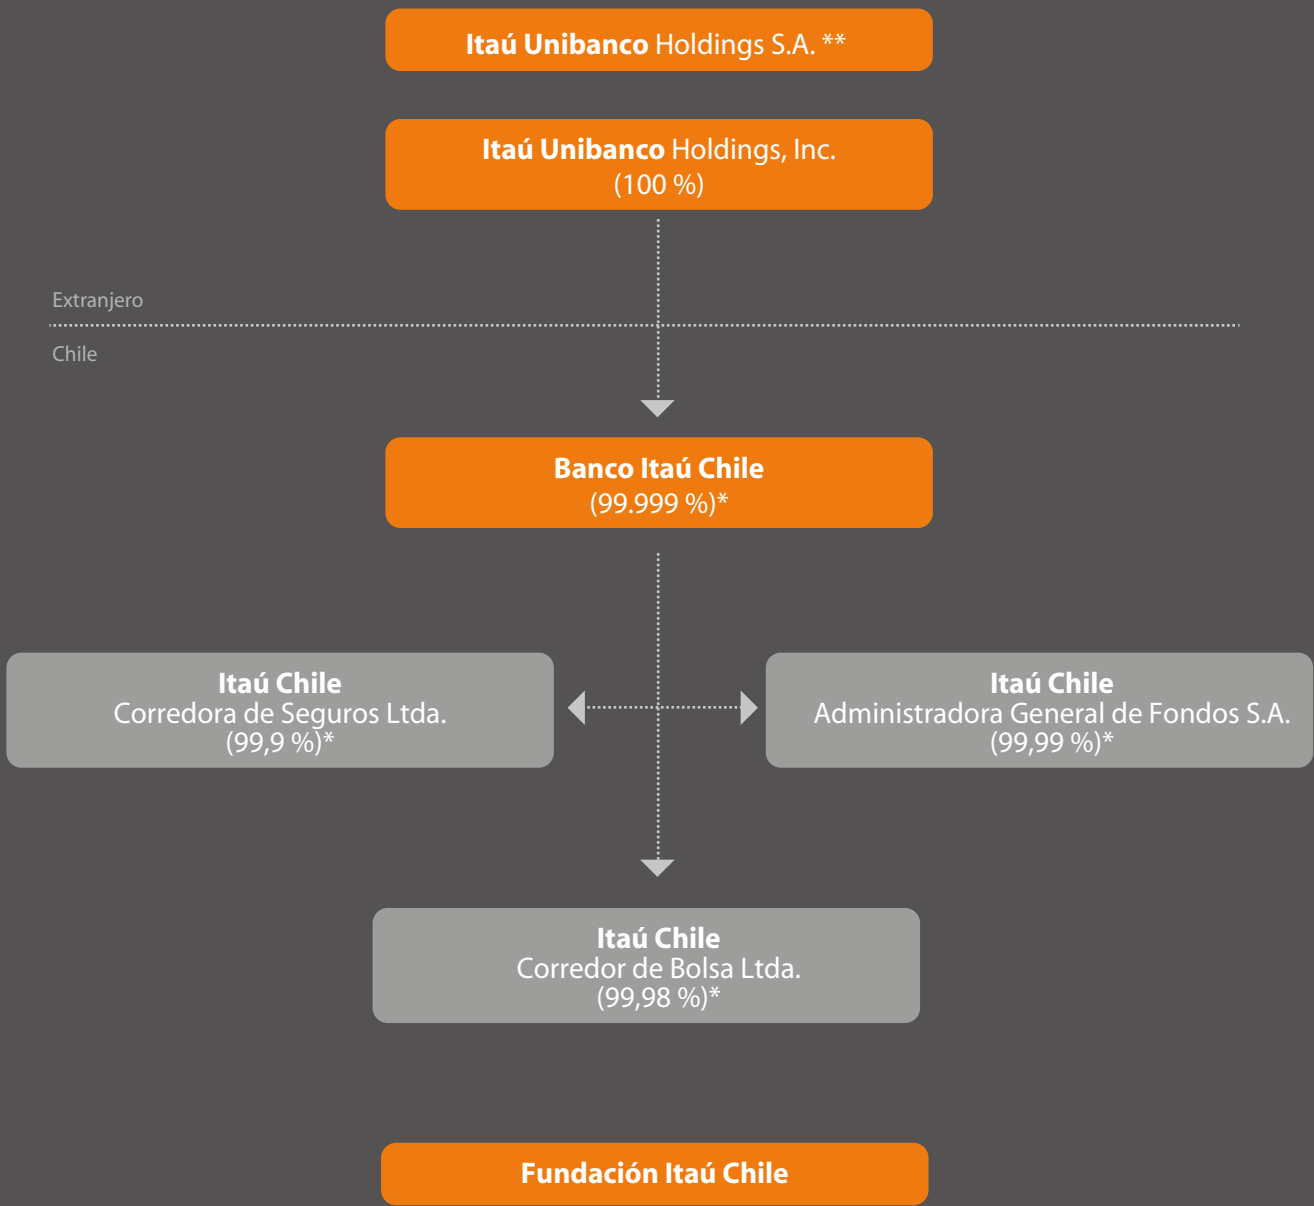 Itaú Unibanco Holdings S.A. **
Itaú Unibanco Holdings, Inc.
(100 %)
Extranjero
Chile
Banco Itaú Chile
(99.999 %)*
Itaú Chile
Corredora de Seguros Ltda.
(99,9 %)*
Itaú Chile
Administradora General de Fondos S.A.
(99,99 %)*
Itaú Chile
Corredor de Bolsa Ltda.
(99,98 %)*
Fundación Itaú Chile